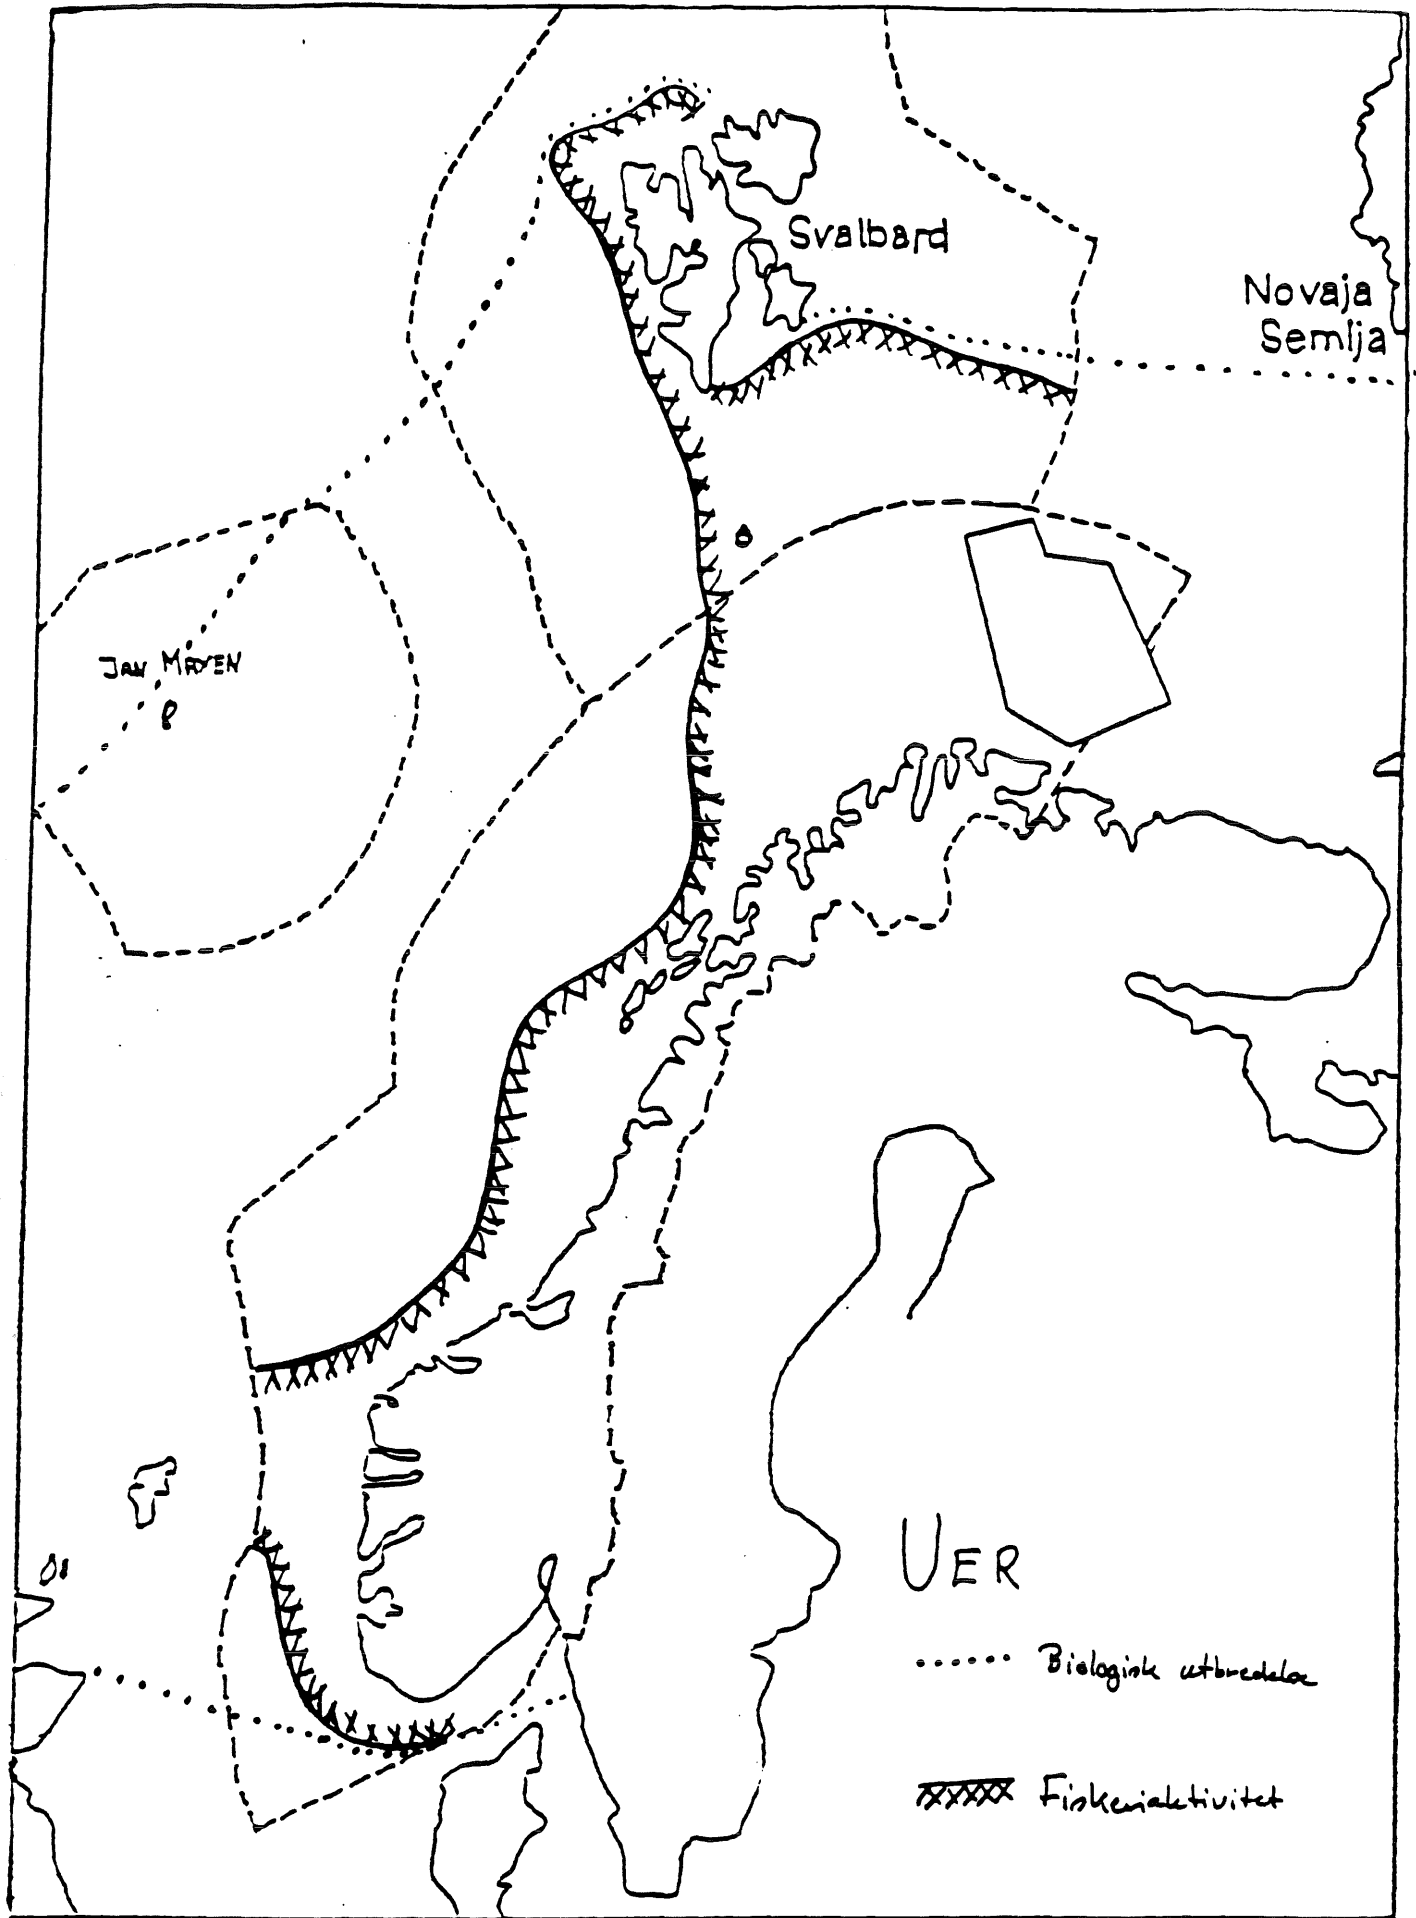 Svalbard
Novaja
Semlja
JAN MAYEN
UER
Biologisk utbredelse
Fiskeriaktivitet